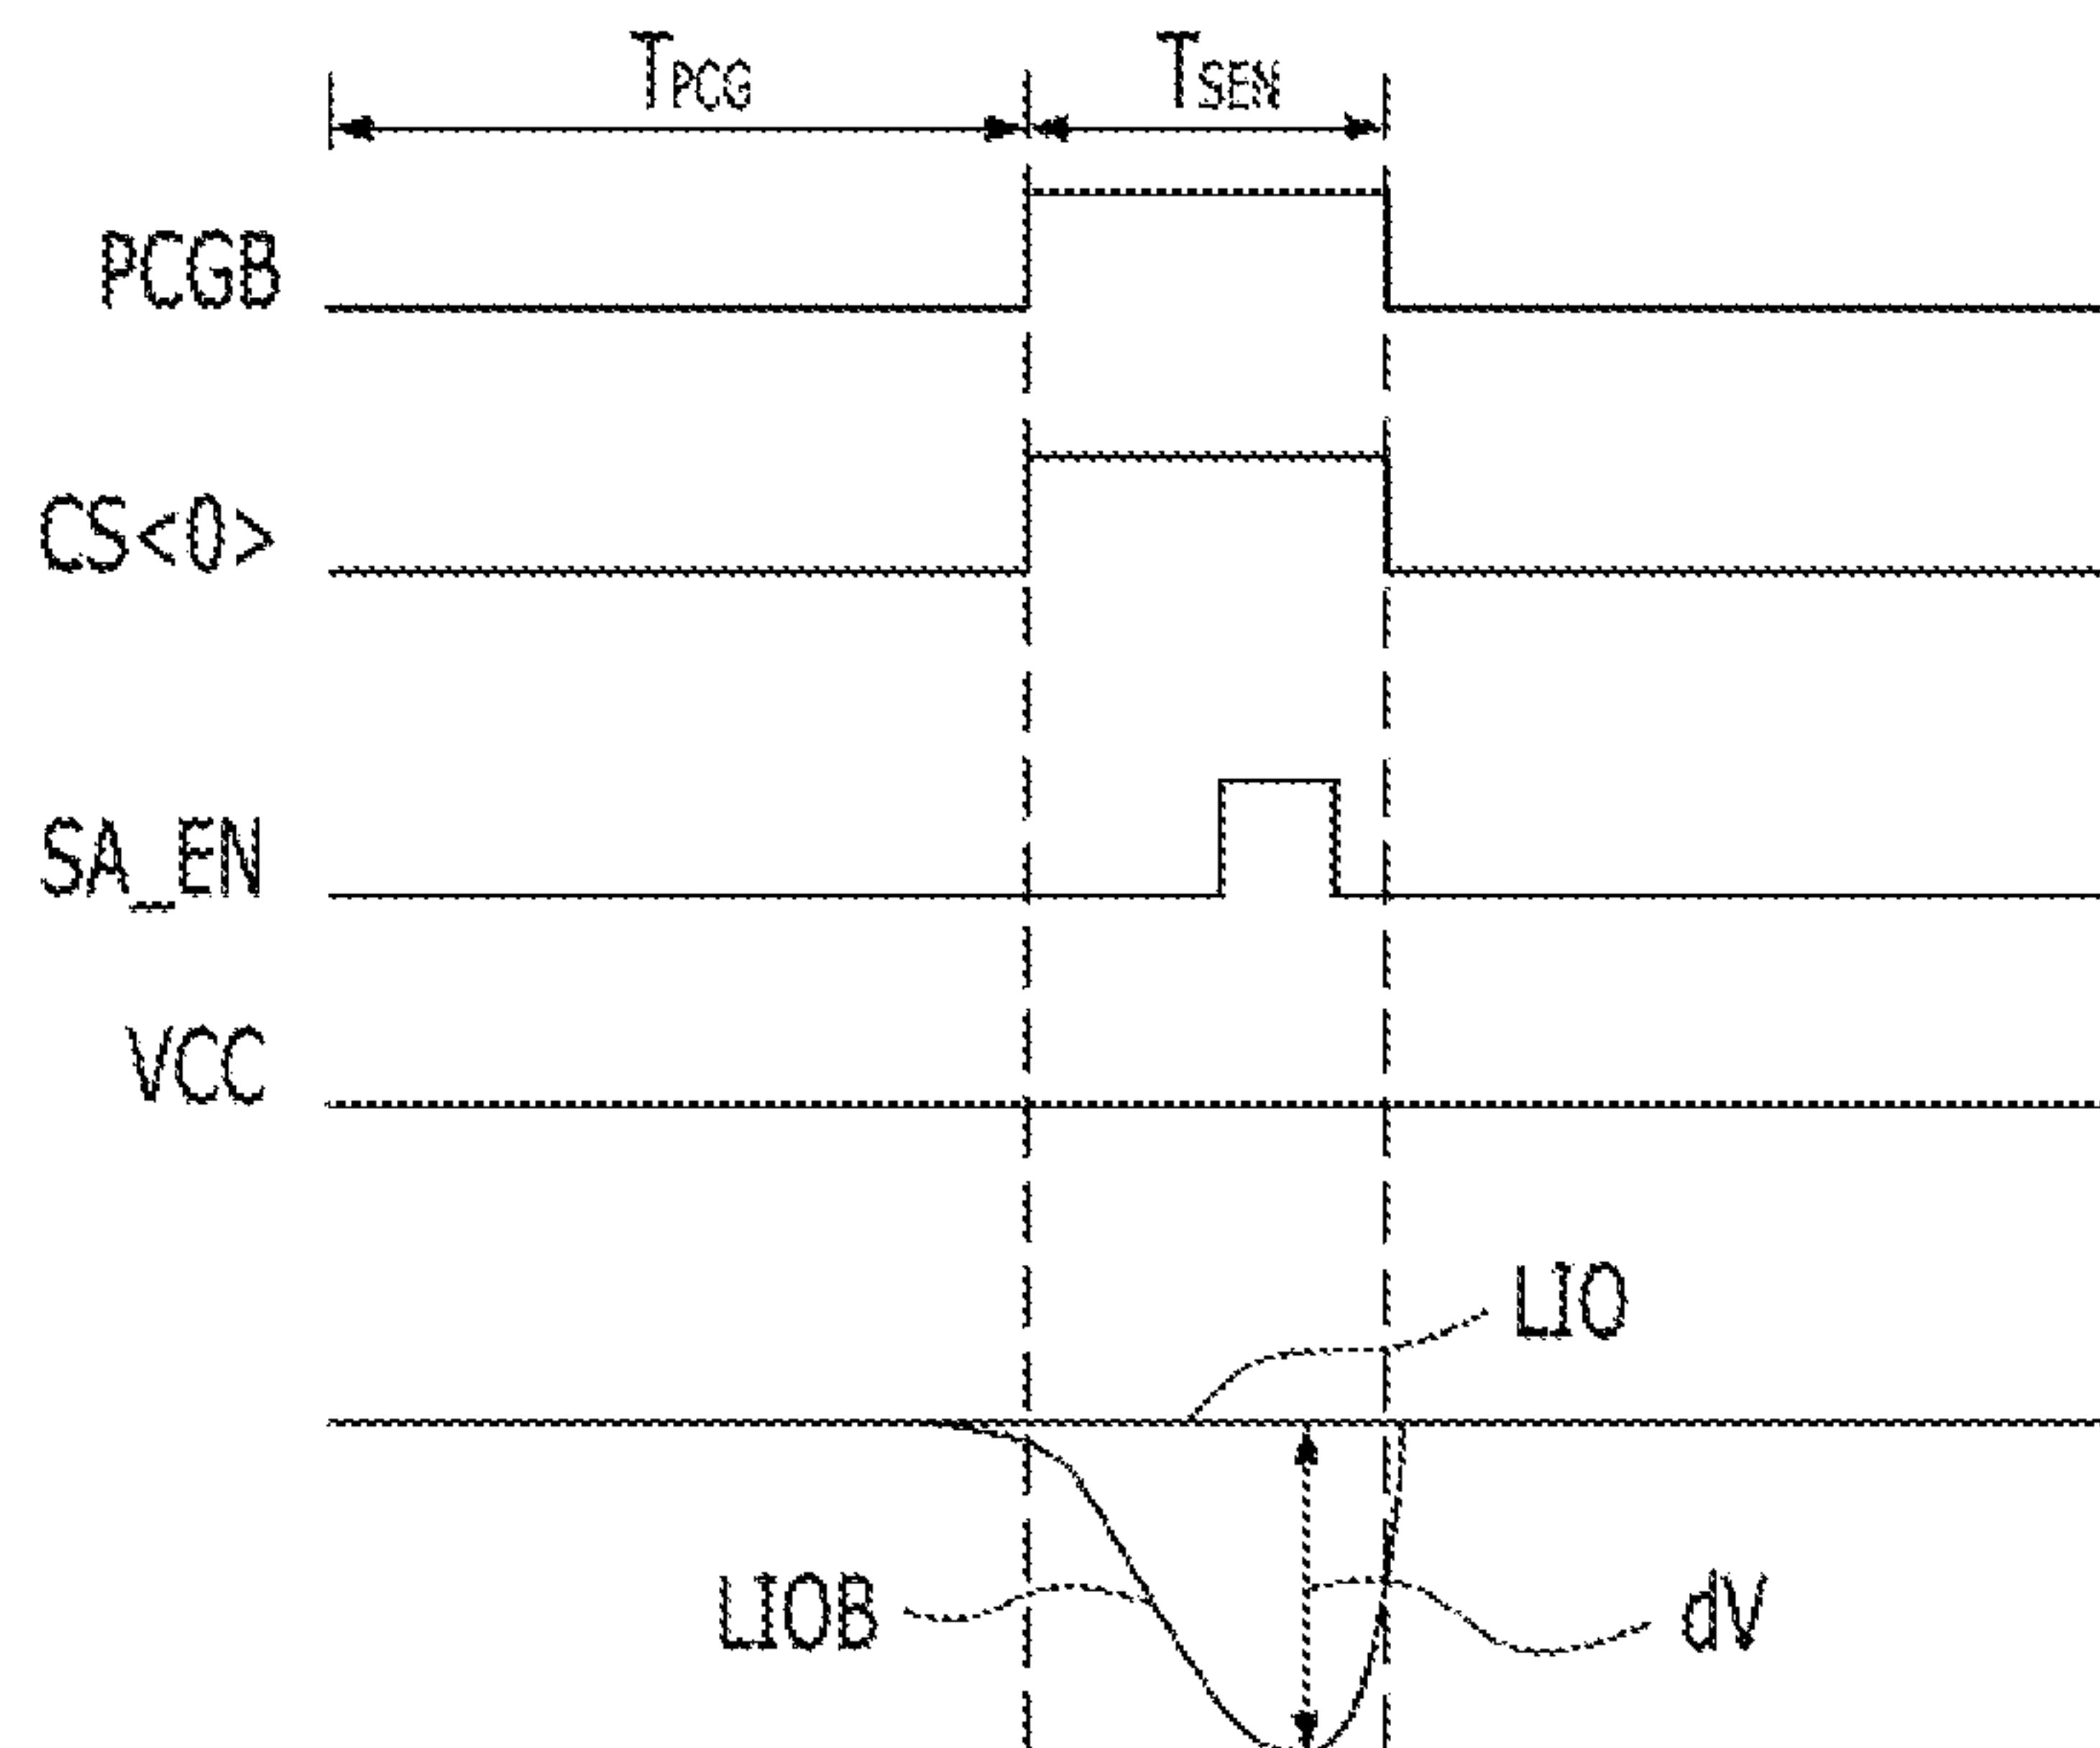 TPCG TSEN
PCGB
CS<0>
SA_EN
VCC
LIO
LIOB dV